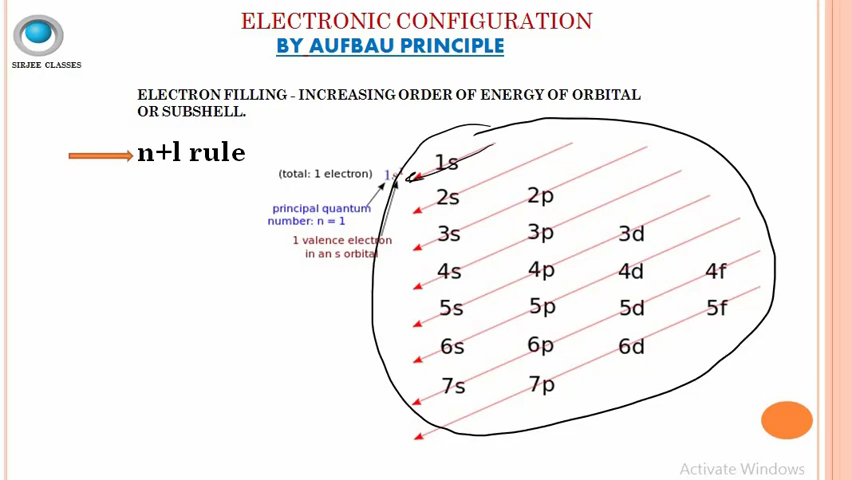 ELECTRONIC CONFIGURATION
BY AUFBAU PRINCIPLE
SIRJEE CLASSES
ELECTRON FILLING - INCREASING ORDER OF ENERGY OF ORBITAL
OR SUBSHELL.
n+l rule
(total: 1 electron)
principal quantum
number: n = 1
1 valence electron
in an s orbital
1s
2s 2p
3s 3p 3d
4s 4p 4d 4f
5s 5p 5d 5f
6s 6p 6d
7s 7p
Activate Windows